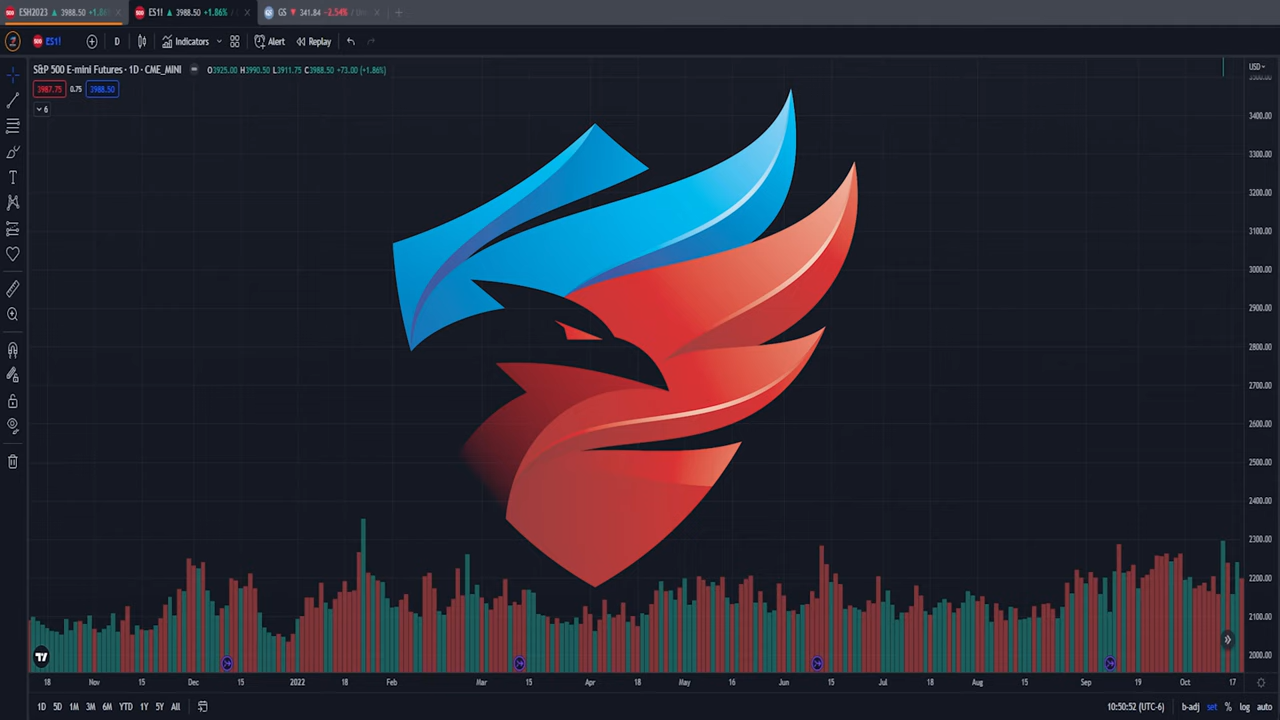 ESH2023 ▲ 3988.50 +1.86
ES1! ▲ 3988.50 +1.86% /
GS ▼ 341.84 −2.54% /
ES1!
D
Indicators
Alert
Replay
S&P 500 E-mini Futures · 1D · CME_MINI
O3925.00 H3990.50 L3911.75 C3988.50 +73.00 (+1.86%)
USD
3987.75 0.75 3988.50
6
3500.00
3400.00
3300.00
3200.00
3100.00
3000.00
2900.00
2800.00
2700.00
2600.00
2500.00
2400.00
2300.00
2200.00
2100.00
2000.00
18 Nov 15 Dec 15 2022 18 Feb Mar 15 Apr 18 May 16 Jun 15 Jul 18 Aug 15 Sep 19 Oct 17
1D 5D 1M 3M 6M YTD 1Y 5Y All
10:50:52 (UTC-6) b-adj set % log auto